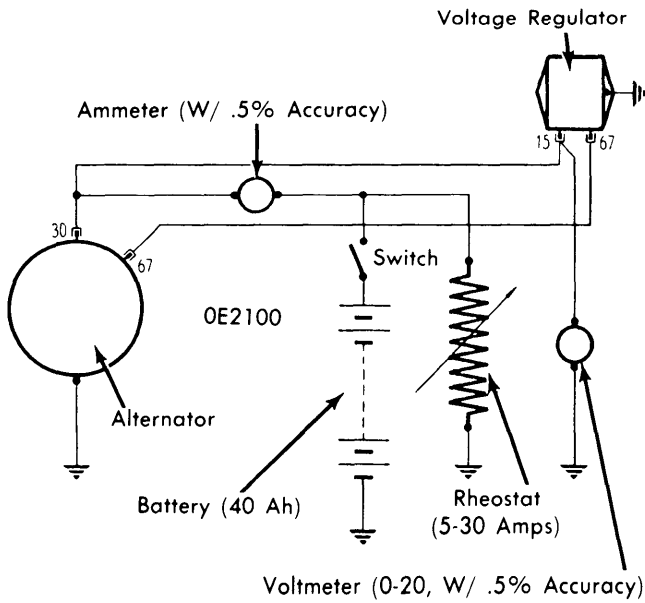 Voltage Regulator
Ammeter (W/ .5% Accuracy)
15
67
30
67
Switch
OE2100
Alternator
Battery (40 Ah)
Rheostat
(5-30 Amps)
Voltmeter (0-20, W/ .5% Accuracy)